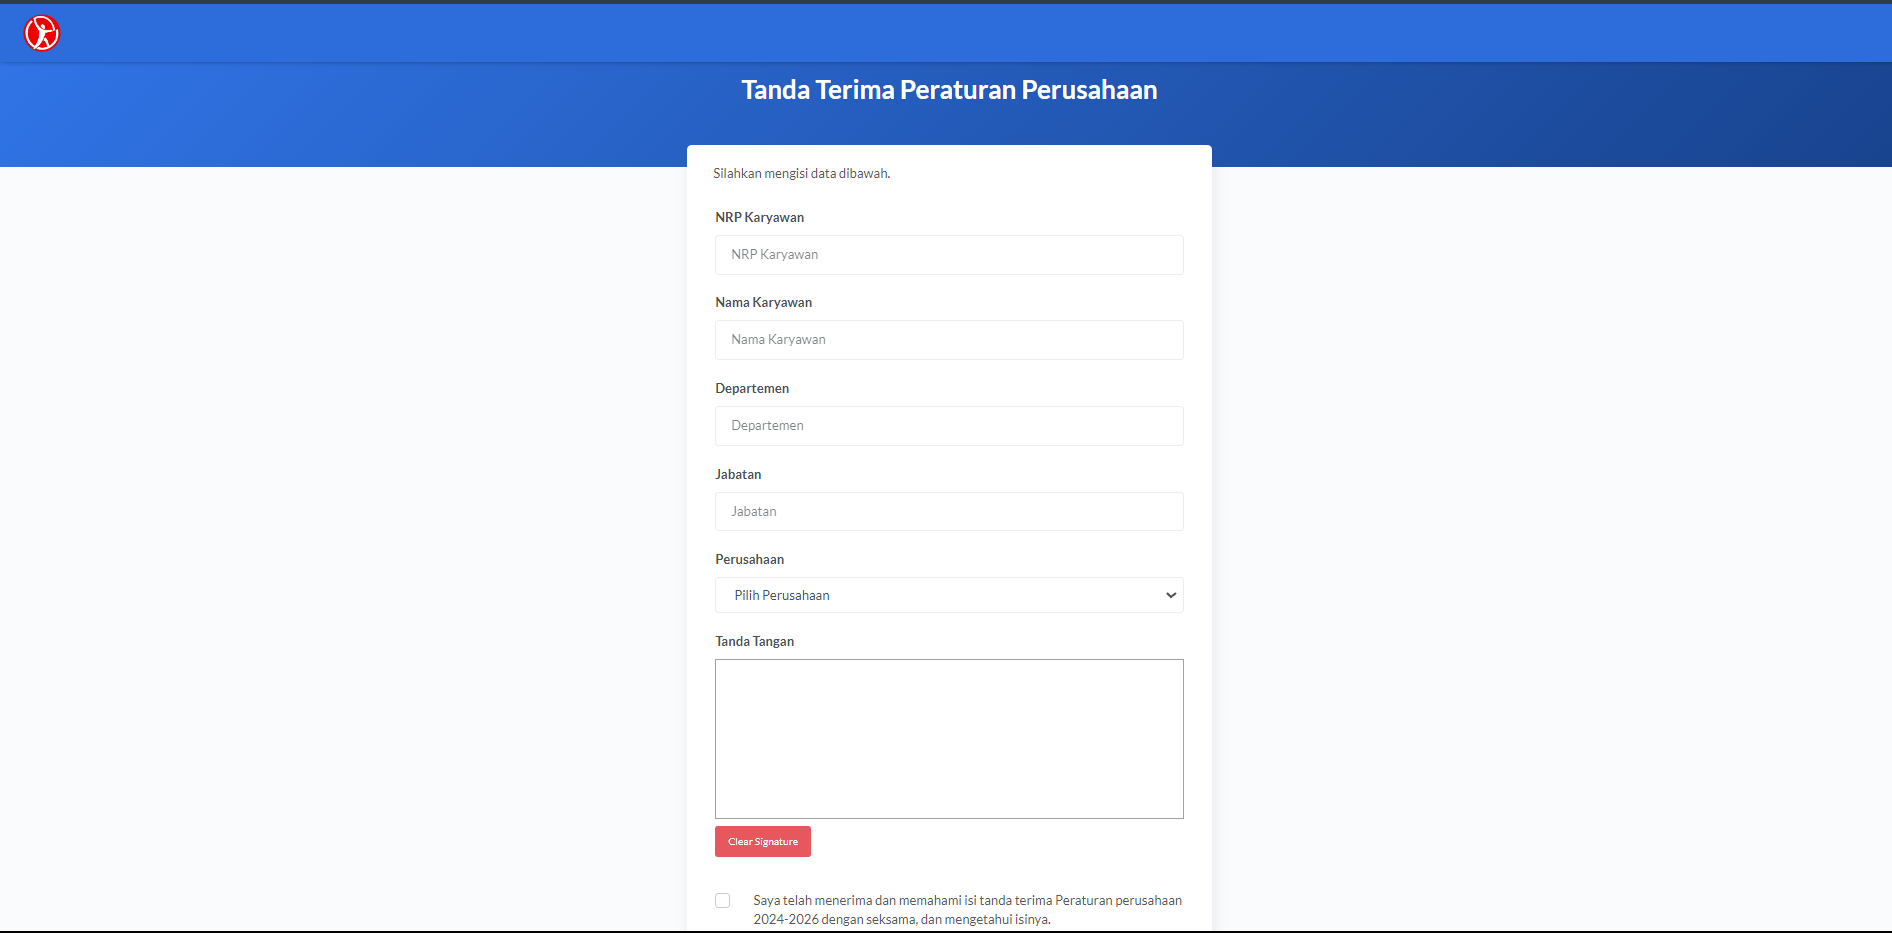 Tanda Terima Peraturan Perusahaan
Silahkan mengisi data dibawah.
NRP Karyawan
NRP Karyawan
Nama Karyawan
Nama Karyawan
Departemen
Departemen
Jabatan
Jabatan
Perusahaan
Pilih Perusahaan
Tanda Tangan
Clear Signature
Saya telah menerima dan memahami isi tanda terima Peraturan perusahaan
2024-2026 dengan seksama, dan mengetahui isinya.